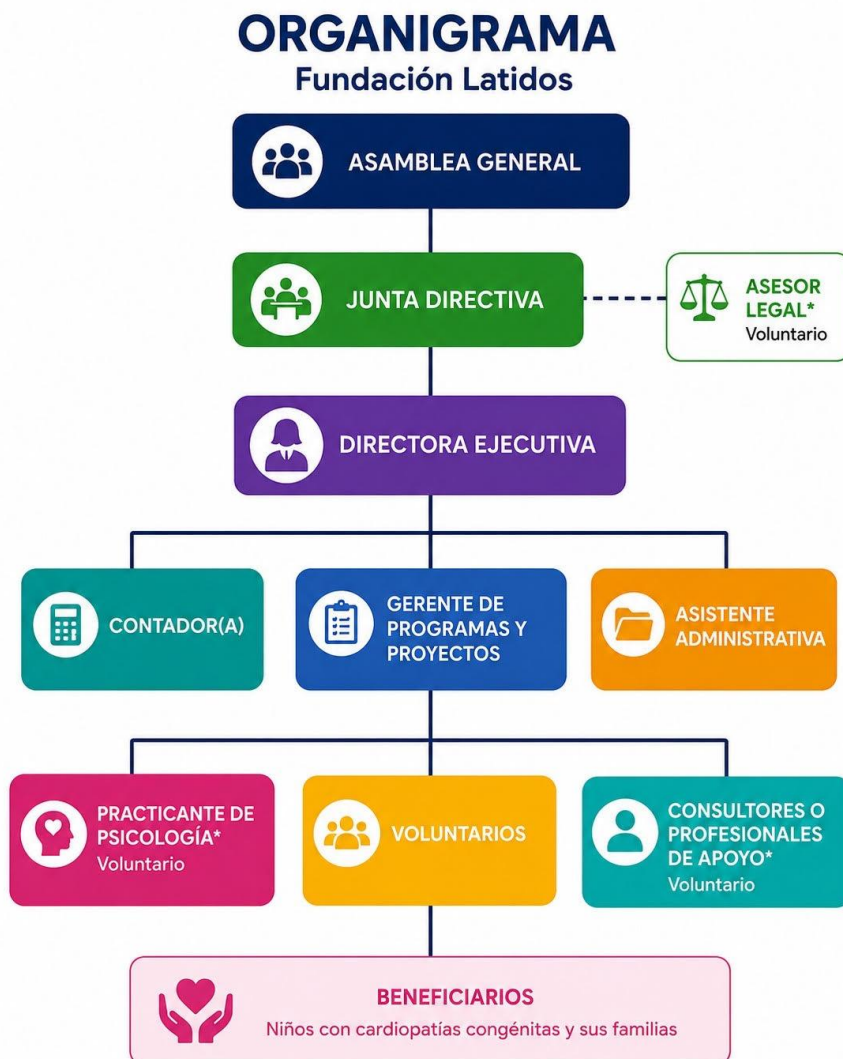 ORGANIGRAMA
Fundación Latidos
ASAMBLEA GENERAL
JUNTA DIRECTIVA
ASESOR
LEGAL*
Voluntario
DIRECTORA EJECUTIVA
CONTADOR(A)
GERENTE DE
PROGRAMAS Y
PROYECTOS
ASISTENTE
ADMINISTRATIVA
PRACTICANTE DE
PSICOLOGÍA*
Voluntario
VOLUNTARIOS
CONSULTORES O
PROFESIONALES
DE APOYO*
Voluntario
BENEFICIARIOS
Niños con cardiopatías congénitas y sus familias